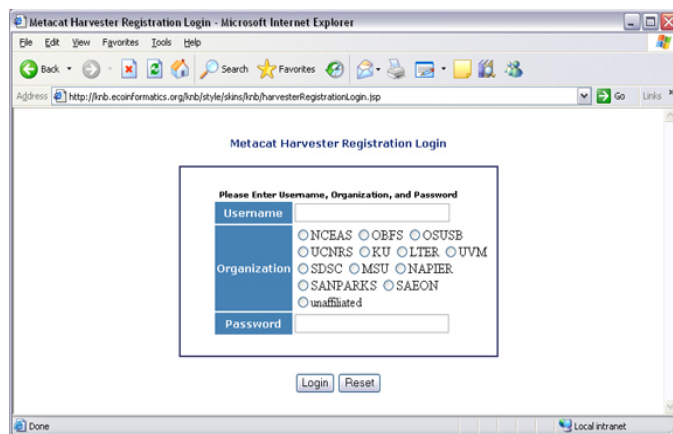 Metacat Harvester Registration Login - Microsoft Internet Explorer
File Edit View Favorites Tools Help
Back Search Favorites
Address http://knb.ecoinformatics.org/knb/style/skins/knb/harvesterRegistrationLogin.jsp Go Links »
Metacat Harvester Registration Login
Please Enter Username, Organization, and Password
Username
Organization NCEAS OBFS OSUSB
UCNRS KU LTER UVM
SDSC MSU NAPIER
SANPARKS SAEON
unaffiliated
Password
Login Reset
Done Local intranet